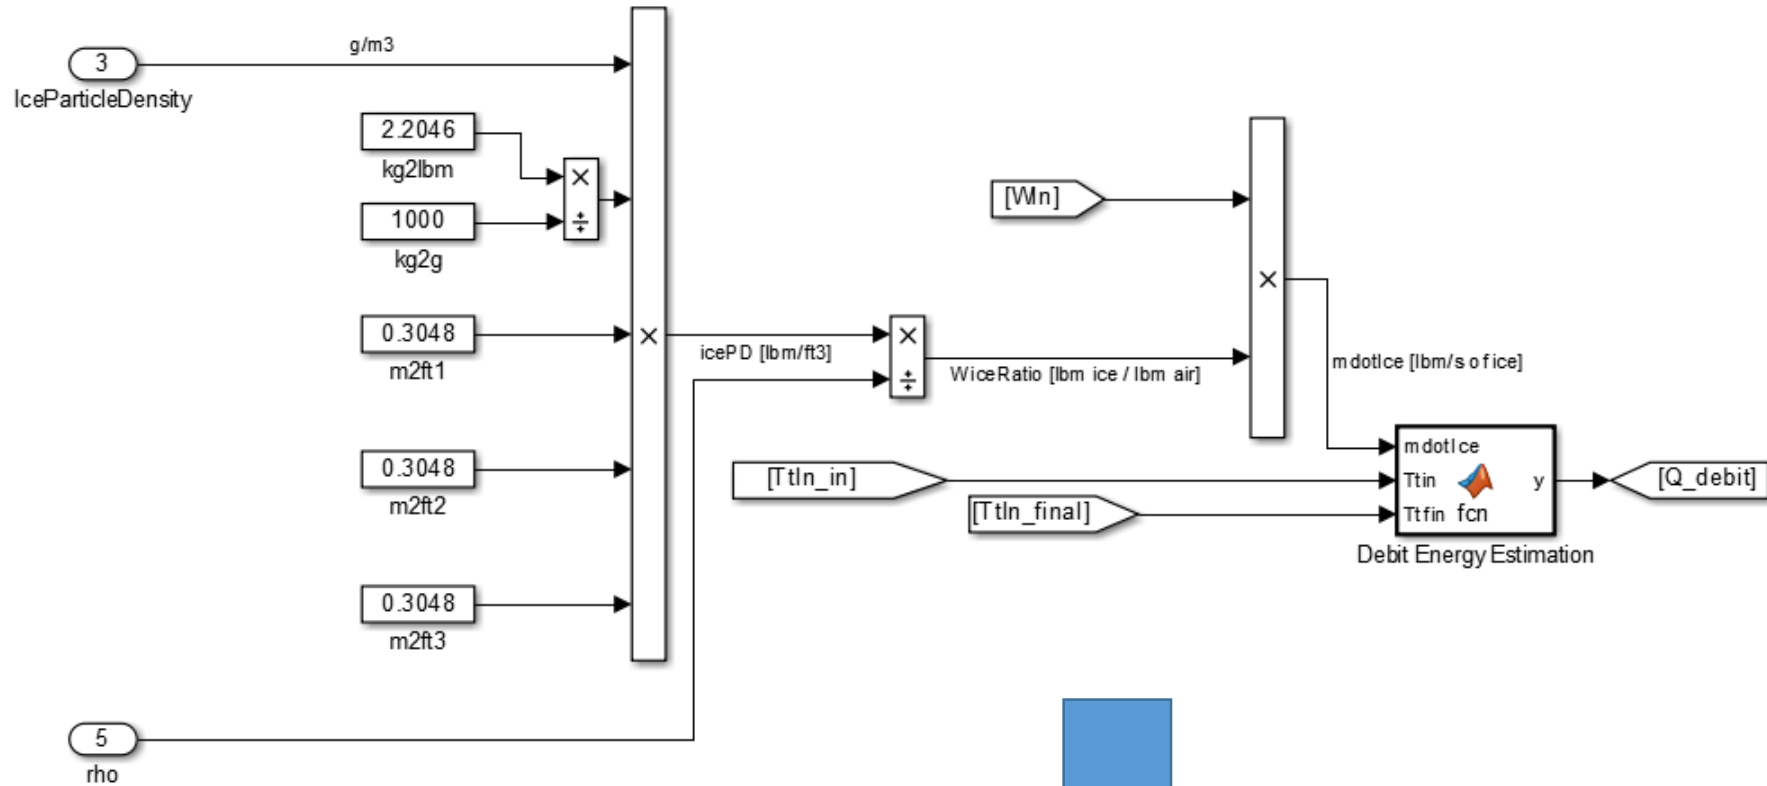 3
IceParticleDensity
g/m3
2.2046
kg2lbm
×
÷
1000
kg2g
0.3048
m2ft1
×
icePD [lbm/ft3]
×
÷
WiceRatio [lbm ice / lbm air]
[WIn]
×
mdotIce [lbm/s of ice]
0.3048
m2ft2
[TtIn_in]
[TtIn_final]
mdotIce
Ttin
y
Ttfin fcn
Debit Energy Estimation
[Q_debit]
0.3048
m2ft3
5
rho